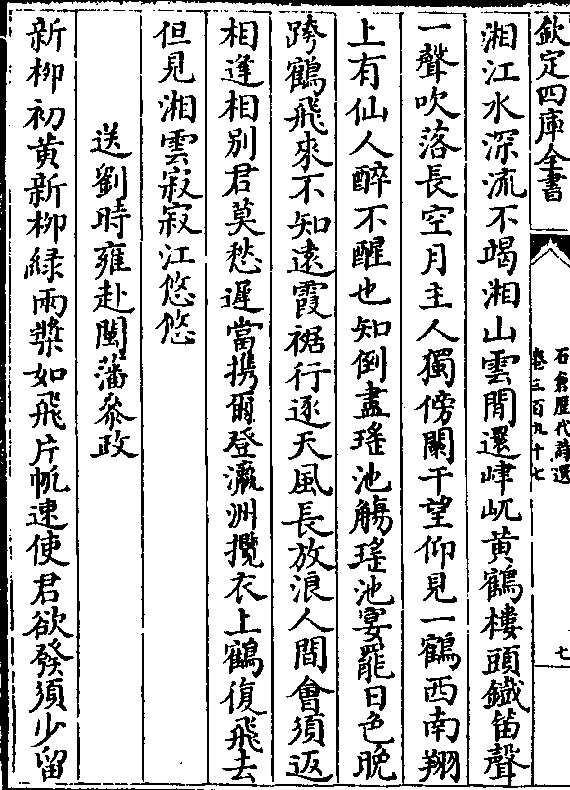 欽定四庫全書
石倉歷代詩選
卷三百九十七
七
湘江水深流不竭湘山雲閒還峍屼黄鶴樓頭鐵笛聲
一聲吹落長空月主人獨傍闌干望仰見一鶴西南翔
上有仙人醉不醒也知倒盡瑤池觴瑤池宴罷日色晚
跨鶴飛來不知遠霞裾行逐天風長放浪人間會須返
相逢相別君莫愁遲當攜爾登瀛洲攬衣上鶴復飛去
但見湘雲寂寂江悠悠
送劉時雍赴閩藩叅政
新柳初黄新柳緑兩槳如飛片帆速使君欲發須少留